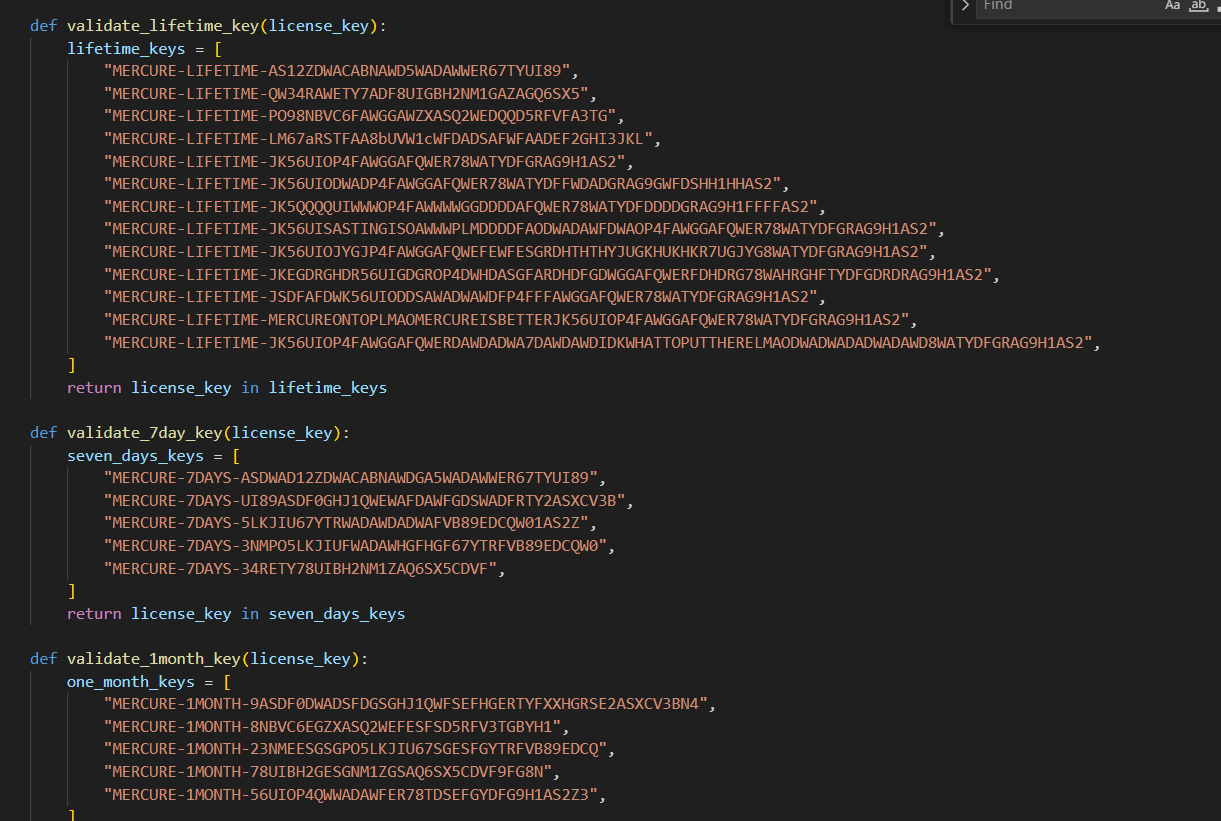 Find Aa ab
def validate_lifetime_key(license_key):
lifetime_keys = [
"MERCURE-LIFETIME-AS12ZDWACABNAWD5WADAWWER67TYUI89",
"MERCURE-LIFETIME-QW34RAWETY7ADF8UIGBH2NM1GAZAGQ6SX5",
"MERCURE-LIFETIME-PO98NBVC6FAWGGAWZXASQ2WEDQQD5RFVFA3TG",
"MERCURE-LIFETIME-LM67aRSTFAA8bUVW1cWFDADSAFWFAADEF2GHI3JKL",
"MERCURE-LIFETIME-JK56UIOP4FAWGGAFQWER78WATYDFGRAG9H1AS2",
"MERCURE-LIFETIME-JK56UIODWADP4FAWGGAFQWER78WATYDFFWDADGRAG9GWFDSHH1HHAS2",
"MERCURE-LIFETIME-JK5QQQQUIWWWOP4FAWWWWGGDDDDAFQWER78WATYDFDDDDGRAG9H1FFFFAS2",
"MERCURE-LIFETIME-JK56UISASTINGISOAWWWPLMDDDDFAODWADAWFDWAOP4FAWGGAFQWER78WATYDFGRAG9H1AS2",
"MERCURE-LIFETIME-JK56UIOJYGJP4FAWGGAFQWEFEWFESGRDHTHTHYJUGKHUKHKR7UGJYG8WATYDFGRAG9H1AS2",
"MERCURE-LIFETIME-JKEGDRGHDR56UIGDGROP4DWHDASGFARDHDFGDWGGAFQWERFDHDRG78WAHRGHFTYDFGDRDRAG9H1AS2",
"MERCURE-LIFETIME-JSDFAFDWK56UIODDSAWADWAWDFP4FFFAWGGAFQWER78WATYDFGRAG9H1AS2",
"MERCURE-LIFETIME-MERCUREONTOPLMAOMERCUREISBETTERJK56UIOP4FAWGGAFQWER78WATYDFGRAG9H1AS2",
"MERCURE-LIFETIME-JK56UIOP4FAWGGAFQWERDAWDADWA7DAWDAWDIDKWHATTOPUTTHERELMAODWADWADADWADAWD8WATYDFGRAG9H1AS2",
]
return license_key in lifetime_keys
def validate_7day_key(license_key):
seven_days_keys = [
"MERCURE-7DAYS-ASDWAD12ZDWACABNAWDGA5WADAWWER67TYUI89",
"MERCURE-7DAYS-UI89ASDF0GHJ1QWEWAFDAWFGDSWADFRTY2ASXCV3B",
"MERCURE-7DAYS-5LKJIU67YTRWADAWDADWAFVB89EDCQW01AS2Z",
"MERCURE-7DAYS-3NMPO5LKJIUFWADAWHGFHGF67YTRFVB89EDCQW0",
"MERCURE-7DAYS-34RETY78UIBH2NM1ZAQ6SX5CDVF",
]
return license_key in seven_days_keys
def validate_1month_key(license_key):
one_month_keys = [
"MERCURE-1MONTH-9ASDF0DWADSFDGSGHJ1QWFSEFHGERTYFXXHGRSE2ASXCV3BN4",
"MERCURE-1MONTH-8NBVC6EGZXASQ2WEFESFSD5RFV3TGBYH1",
"MERCURE-1MONTH-23NMEESGSGPO5LKJIU67SGESFGYTRFVB89EDCQ",
"MERCURE-1MONTH-78UIBH2GESGNM1ZGSAQ6SX5CDVF9FG8N",
"MERCURE-1MONTH-56UIOP4QWWADAWFER78TDSEFGYDFG9H1AS2Z3",
]